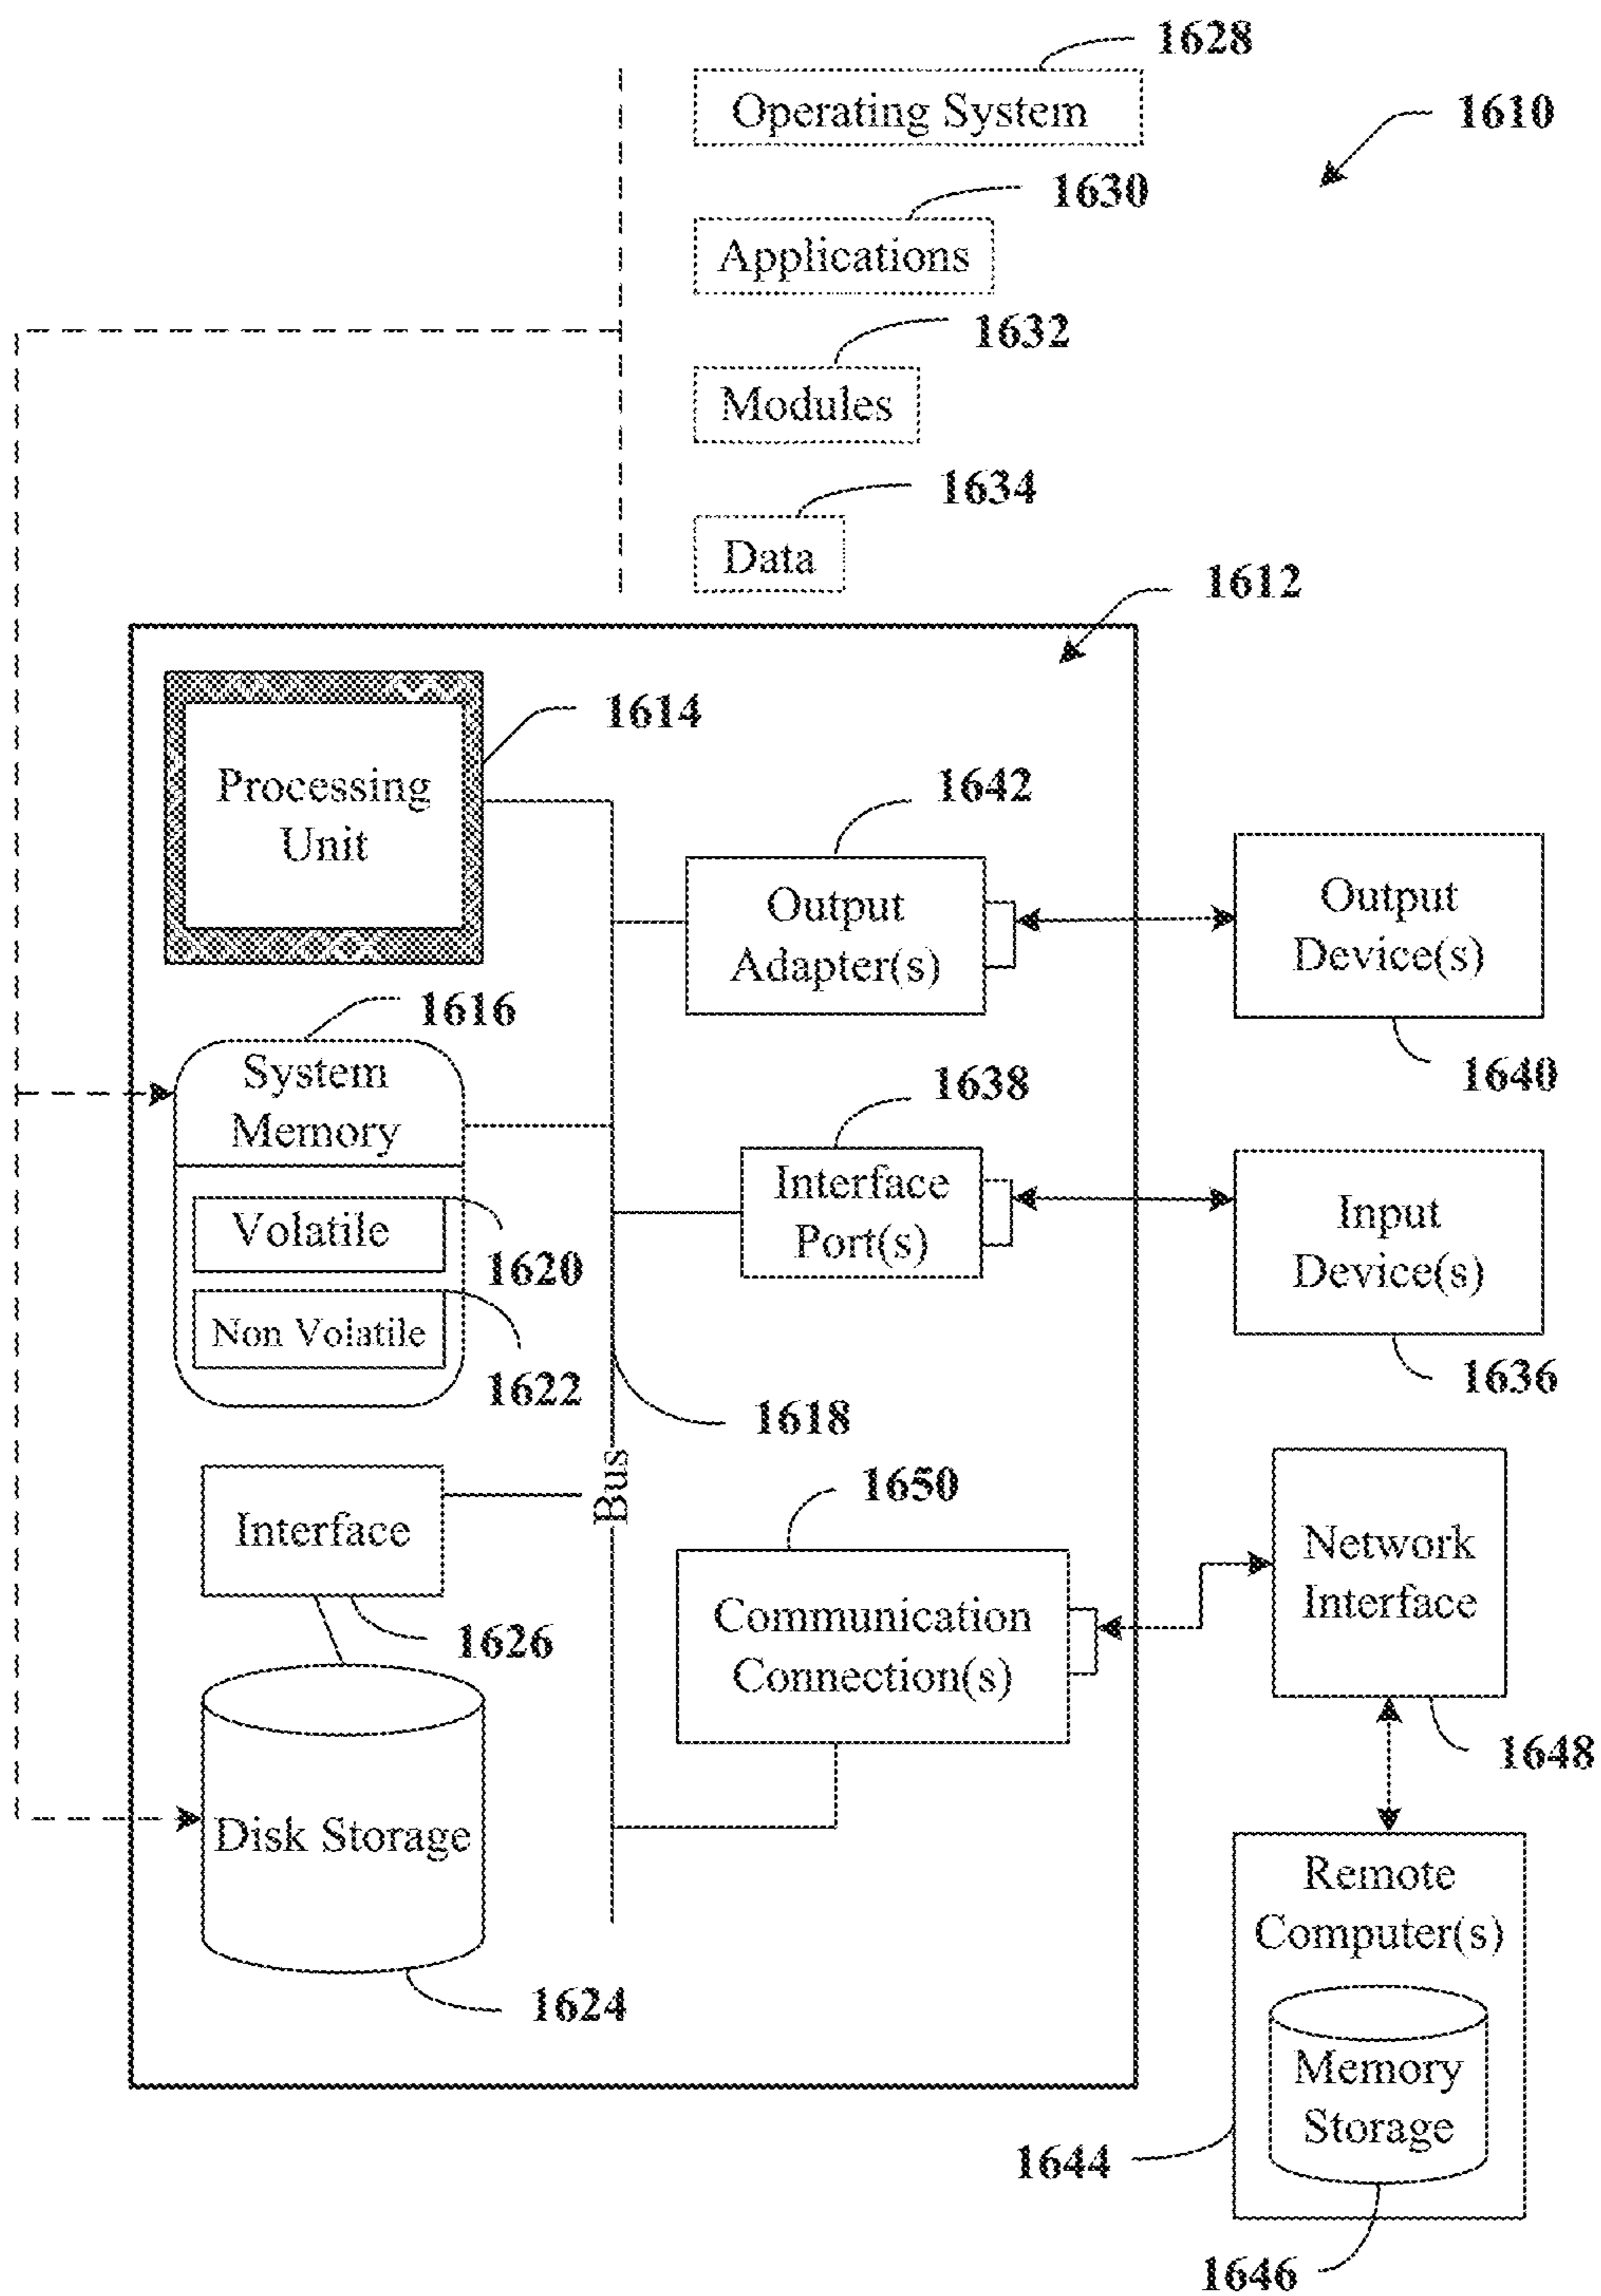 1628
Operating System
1610
1630
Applications
1632
Modules
1634
Data
1612
1614
Processing
Unit
1642
Output
Adapter(s)
Output
Device(s)
1640
1616
System
Memory
1638
Interface
Port(s)
Input
Device(s)
1636
Volatile
1620
Non Volatile
1622
1618
Bus
1650
Interface
1626
Communication
Connection(s)
Network
Interface
1648
Disk Storage
1624
Remote
Computer(s)
Memory
Storage
1644
1646